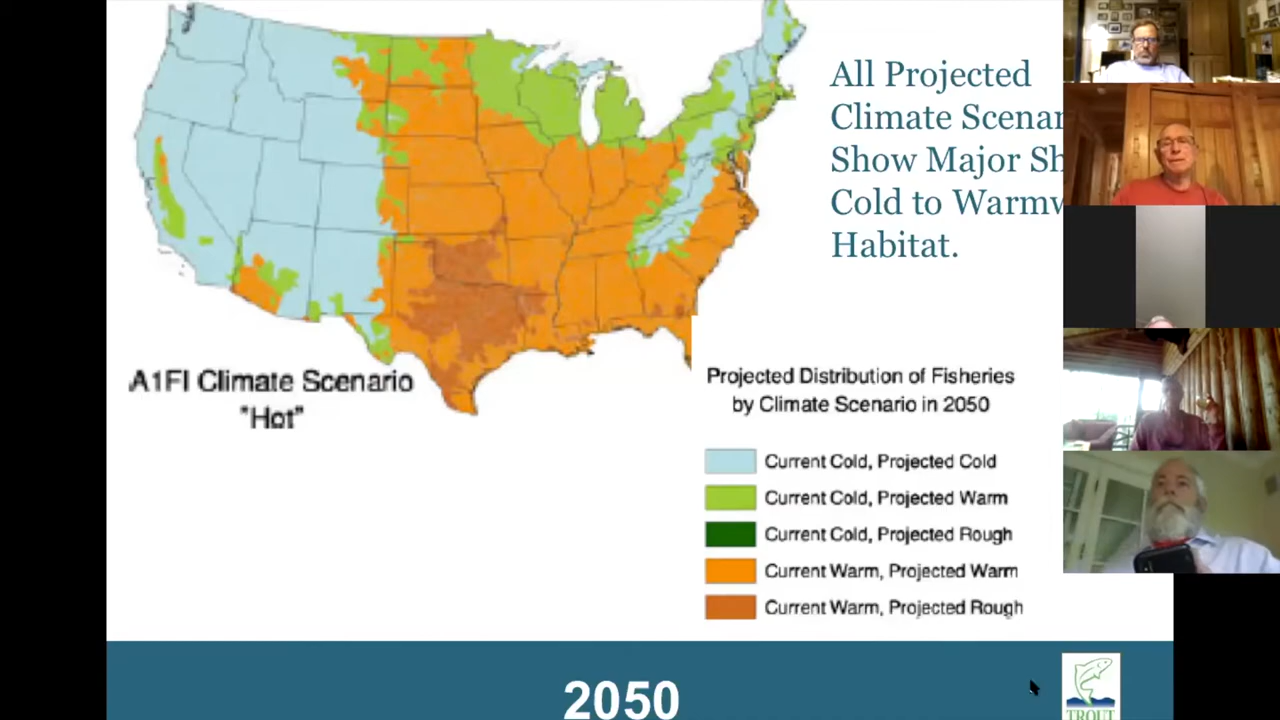 All Projected
Climate Scenar
Show Major Sh
Cold to Warmw
Habitat.
A1FI Climate Scenario
"Hot"
Projected Distribution of Fisheries
by Climate Scenario in 2050
Current Cold, Projected Cold
Current Cold, Projected Warm
Current Cold, Projected Rough
Current Warm, Projected Warm
Current Warm, Projected Rough
2050
TROUT